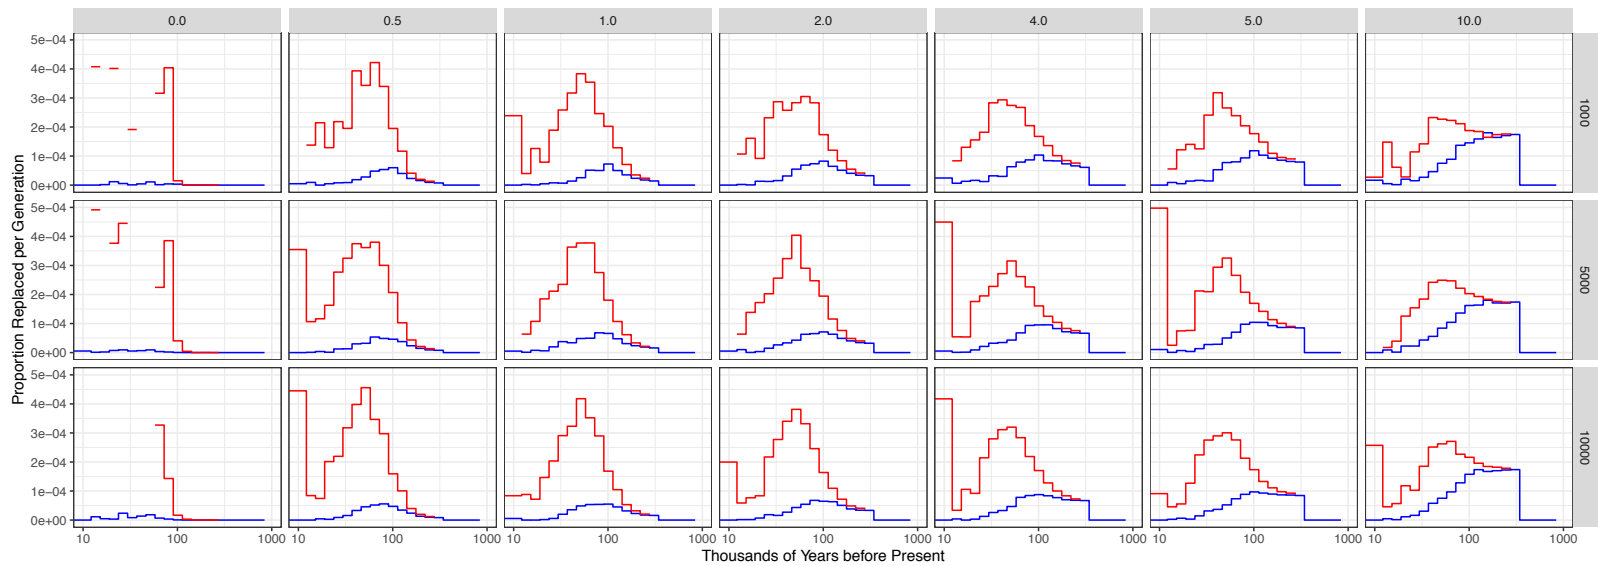 0.0 0.5 1.0 2.0 4.0 5.0 10.0
5e−04
4e−04
3e−04
2e−04
1e−04
0e+00
1000
5e−04
4e−04
3e−04
2e−04
1e−04
0e+00
5000
5e−04
4e−04
3e−04
2e−04
1e−04
0e+00
10000
Proportion Replaced per Generation
10 100 1000 10 100 1000 10 100 1000 10 100 1000 10 100 1000 10 100 1000 10 100 1000
Thousands of Years before Present